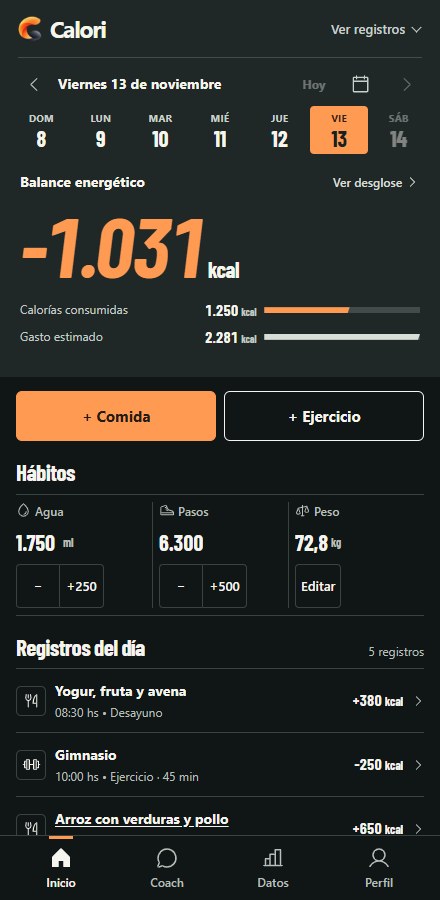 Calori
Ver registros
Viernes 13 de noviembre
Hoy
DOM LUN MAR MIÉ JUE VIE SÁB
8 9 10 11 12 13 14
Balance energético
Ver desglose
-1.031 kcal
Calorías consumidas 1.250 kcal
Gasto estimado 2.281 kcal
+ Comida
+ Ejercicio
Hábitos
Agua Pasos Peso
1.750 ml 6.300 72,8 kg
− +250 − +500 Editar
Registros del día
5 registros
Yogur, fruta y avena
08:30 hs • Desayuno
+380 kcal
Gimnasio
10:00 hs • Ejercicio · 45 min
-250 kcal
Arroz con verduras y pollo
+650 kcal
Inicio Coach Datos Perfil